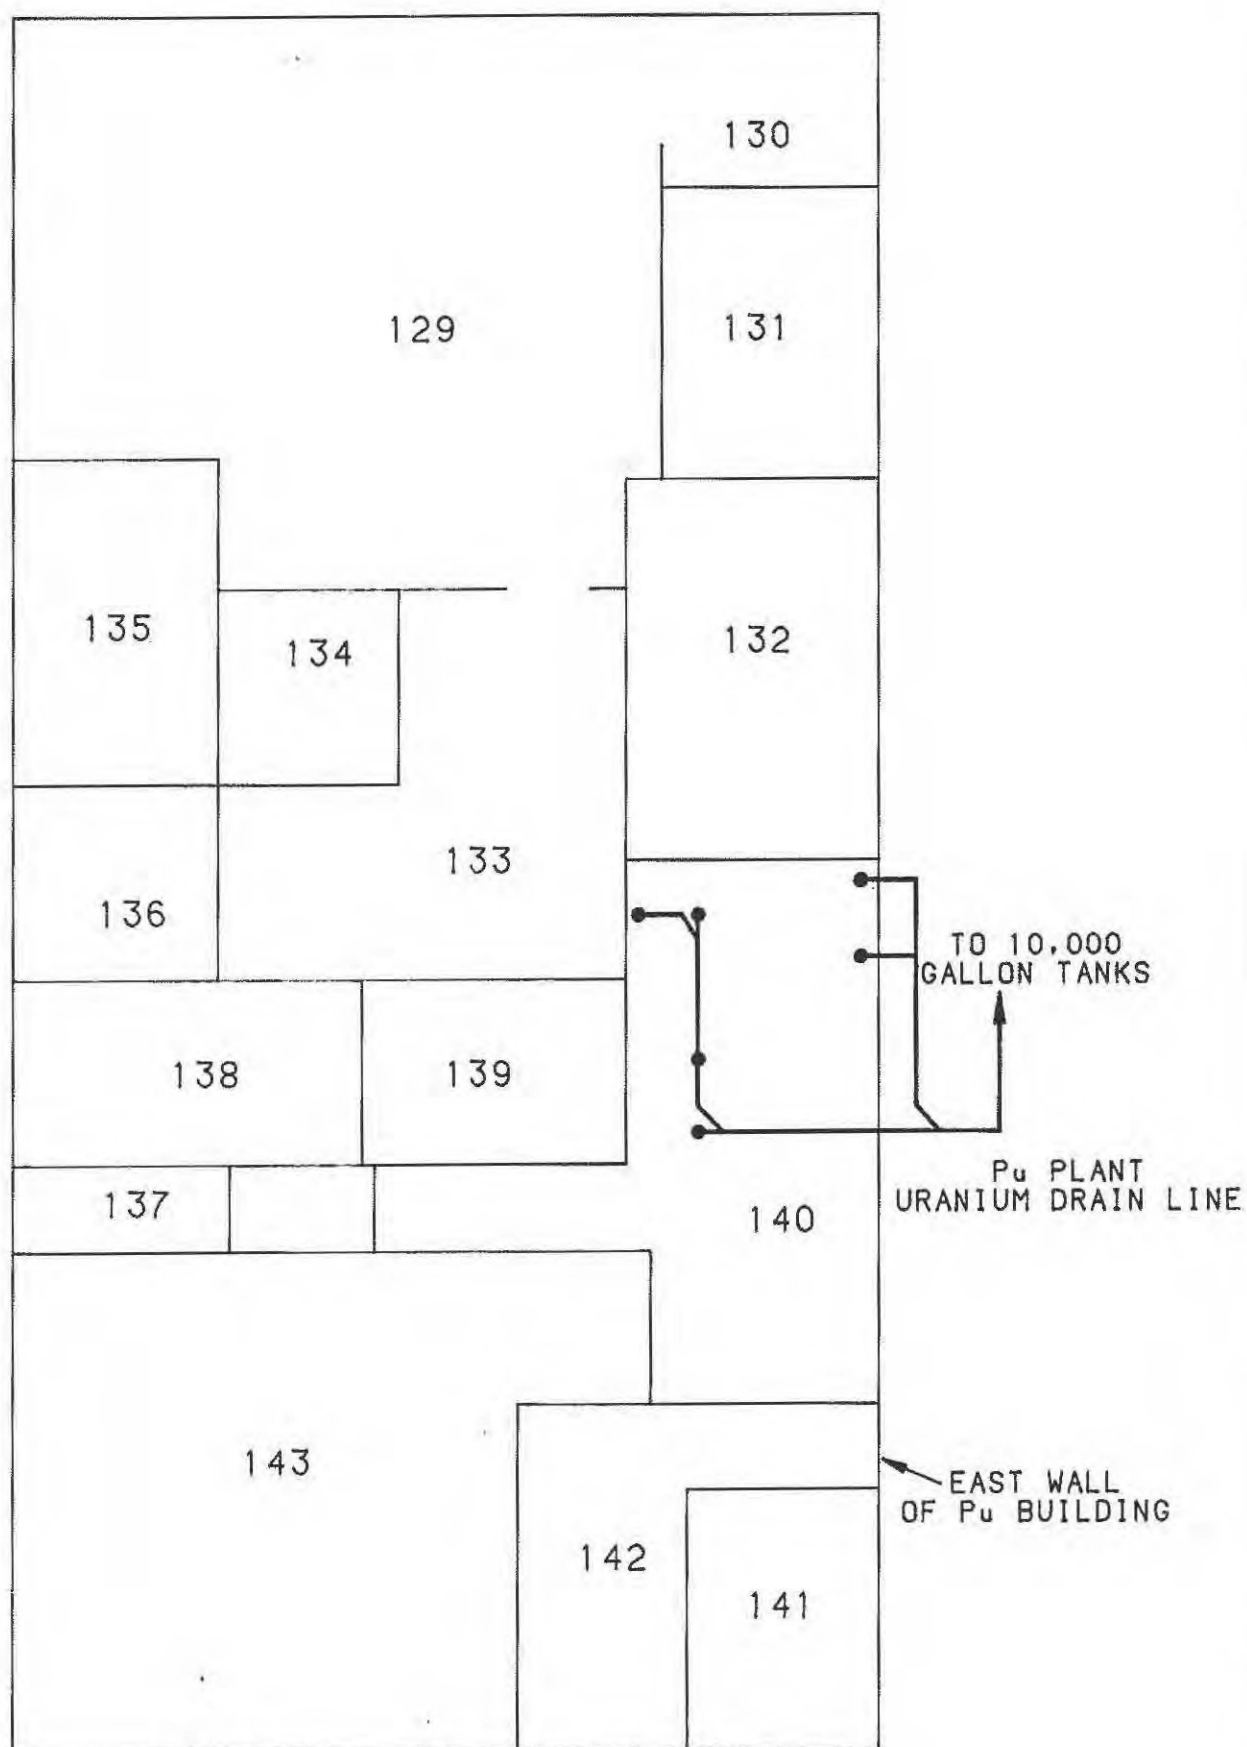 130
129
131
135
134
132
133
136
TO 10,000
GALLON TANKS
138
139
137
Pu PLANT
URANIUM DRAIN LINE
140
143
EAST WALL
OF Pu BUILDING
142
141